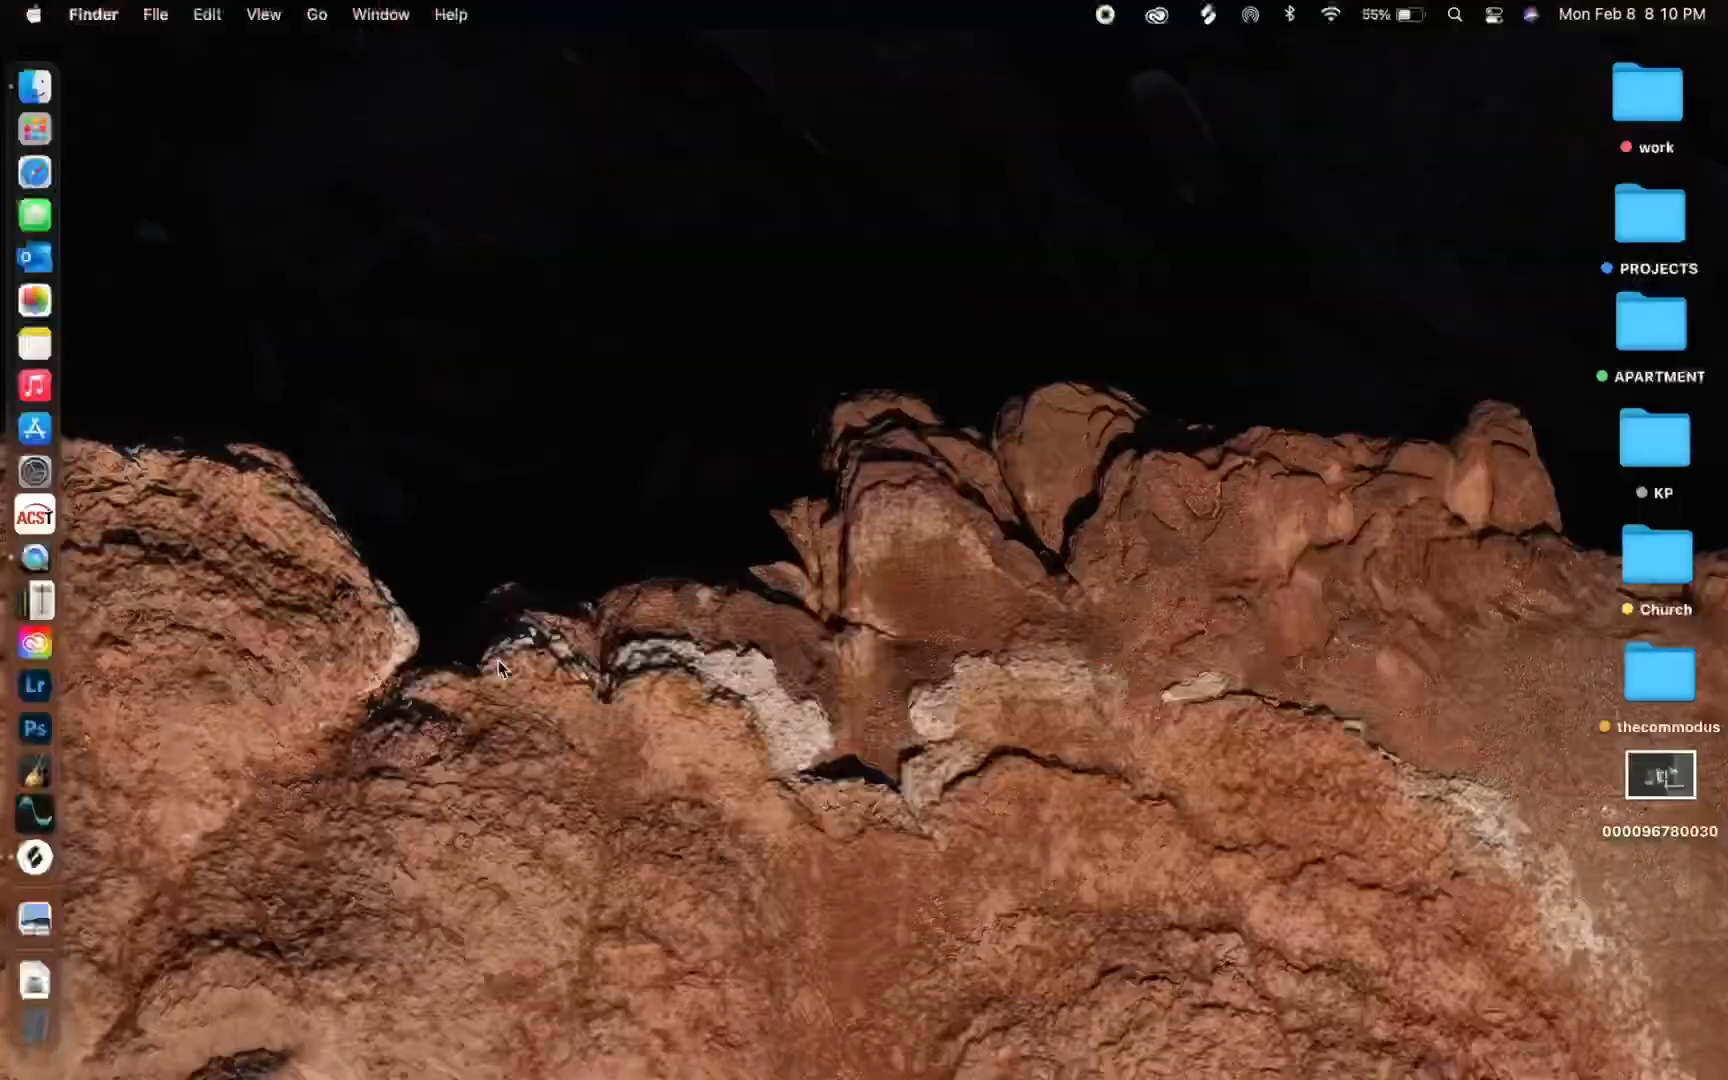 Finder File Edit View Go Window Help 55% Mon Feb 8 8 10 PM
work
PROJECTS
APARTMENT
KP
Church
thecommodus
000096780030
ACST
Lr
Ps